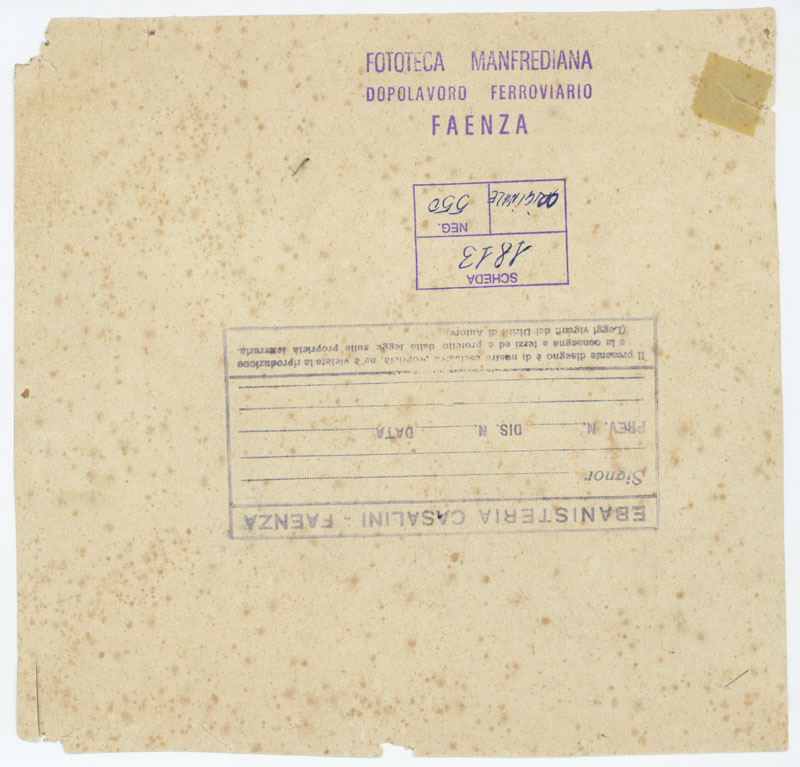 FOTOTECA MANFREDIANA
DOPOLAVORO FERROVIARIO
FAENZA
SCHEDA
1813
NEG.
550
ORIGINALE
EBANISTERIA CASALINI - FAENZA
Signor
PREV. N. DIS. N. DATA
Il presente disegno è di nostra esclusiva proprietà, ne è vietata la riproduzione
e la consegna a terzi ed è protetto dalla legge sulla proprietà letteraria.
(Leggi vigenti dei Diritti di Autore)